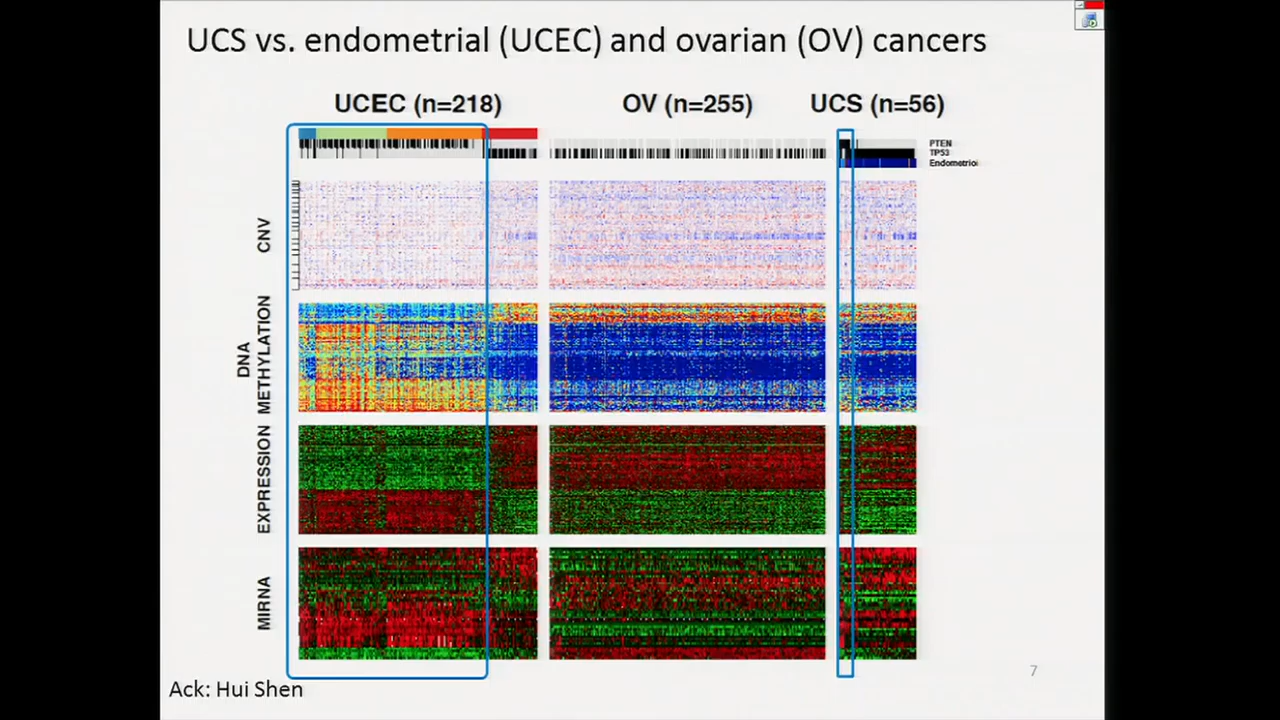 UCS vs. endometrial (UCEC) and ovarian (OV) cancers
UCEC (n=218)
OV (n=255)
UCS (n=56)
PTEN
TP53
Endometrioi
CNV
DNA
METHYLATION
EXPRESSION
MIRNA
Ack: Hui Shen
7